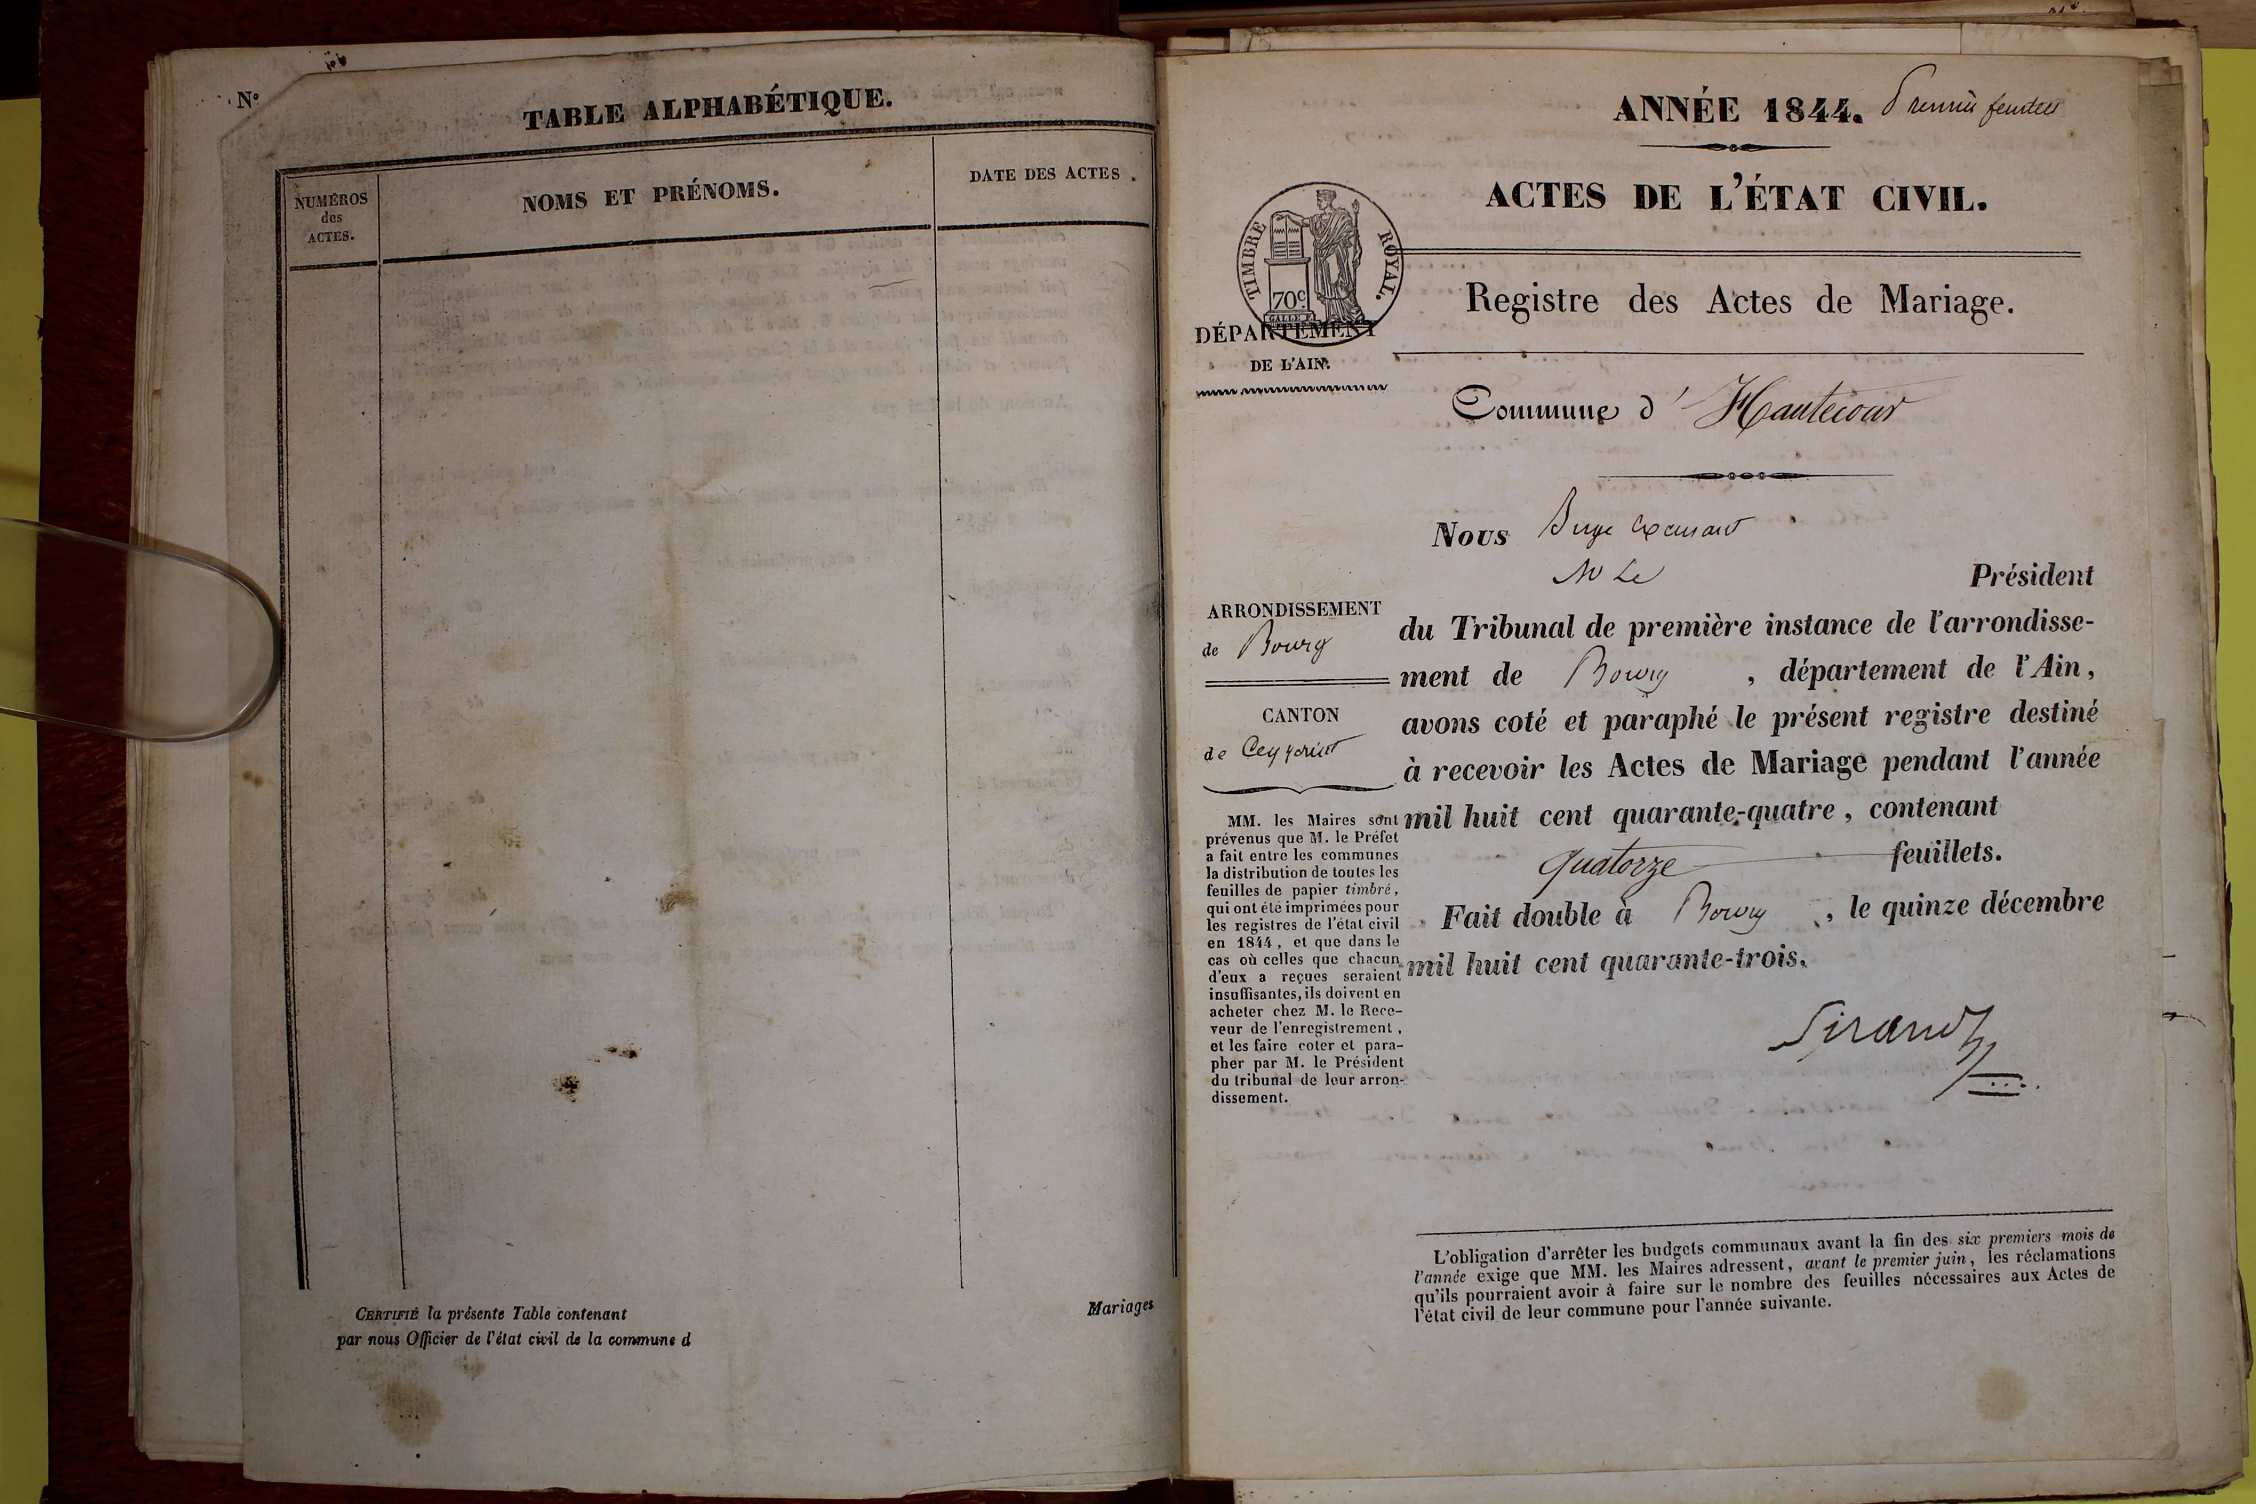 N°
TABLE ALPHABÉTIQUE.
NUMÉROS
des
ACTES.
NOMS ET PRÉNOMS.
DATE DES ACTES.
CERTIFIÉ la présente Table contenant
Mariages
par nous Officier de l'état civil de la commune d
ANNÉE 1844.
ACTES DE L'ÉTAT CIVIL.
TIMBRE ROYAL.
70c.
GALLE F.
Registre des Actes de Mariage.
DÉPARTEMENT
DE L'AIN.
Commune d' Hautecour
Nous Juge
Président
ARRONDISSEMENT
de Bourg
du Tribunal de première instance de l'arrondisse-
ment de Bourg, département de l'Ain,
CANTON
de Ceyzériat
avons coté et paraphé le présent registre destiné
à recevoir les Actes de Mariage pendant l'année
mil huit cent quarante-quatre, contenant
quatorze feuillets.
Fait double à Bourg, le quinze décembre
mil huit cent quarante-trois.
Sirand
MM. les Maires sont
prévenus que M. le Préfet
a fait entre les communes
la distribution de toutes les
feuilles de papier timbré,
qui ont été imprimées pour
les registres de l'état civil
en 1844, et que dans le
cas où celles que chacun
d'eux a reçues seraient
insuffisantes, ils doivent en
acheter chez M. le Rece-
veur de l'enregistrement,
et les faire coter et para-
pher par M. le Président
du tribunal de leur arron-
dissement.
L'obligation d'arrêter les budgets communaux avant la fin des six premiers mois de
l'année exige que MM. les Maires adressent, avant le premier juin, les réclamations
qu'ils pourraient avoir à faire sur le nombre des feuilles nécessaires aux Actes de
l'état civil de leur commune pour l'année suivante.